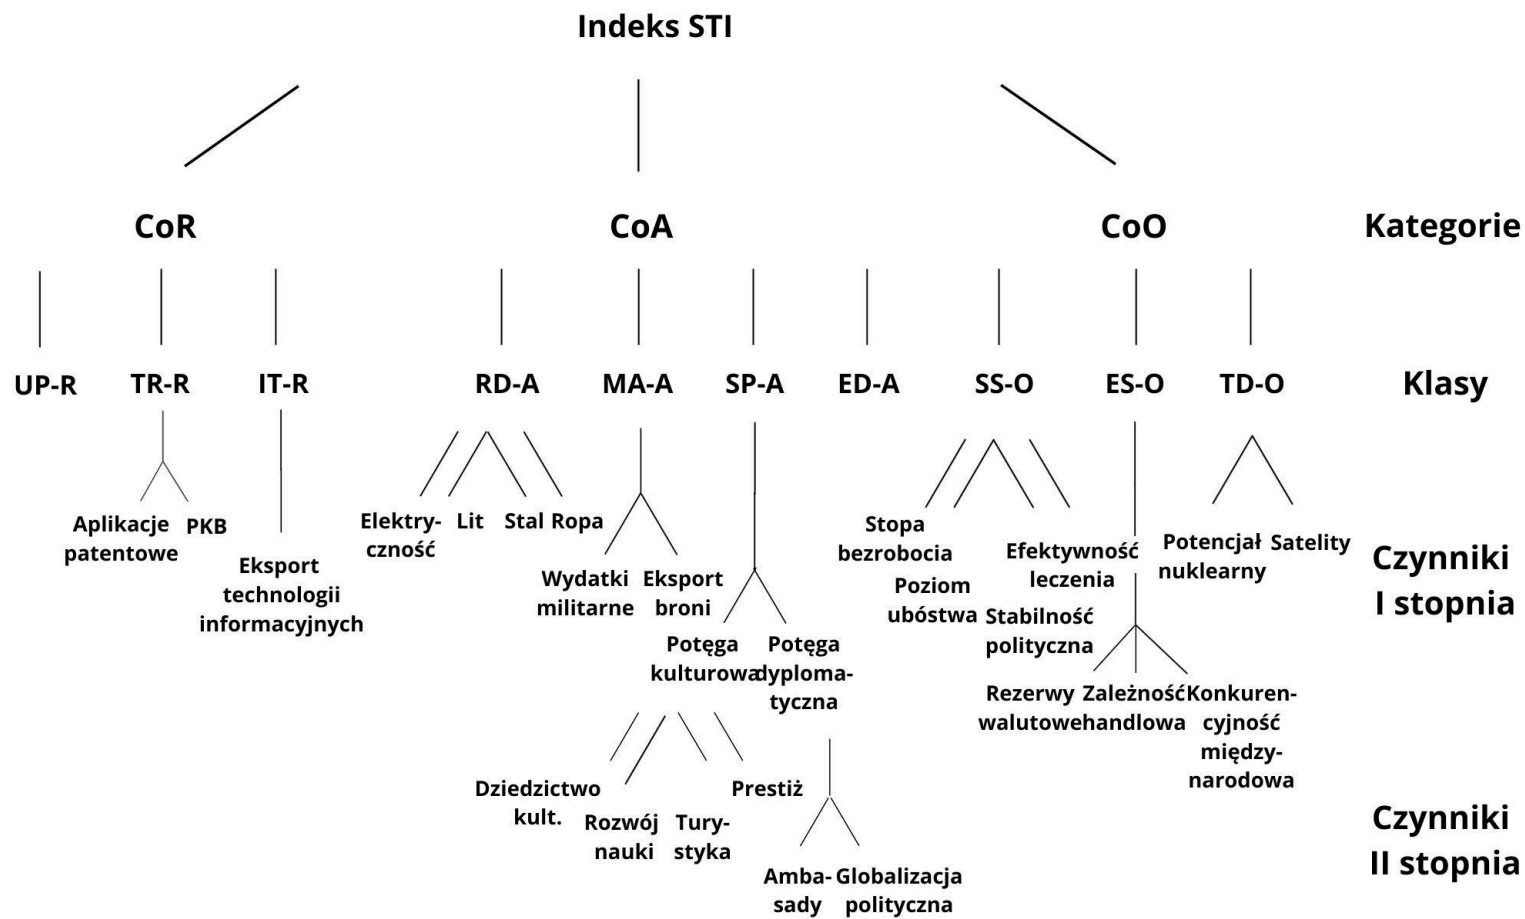 Indeks STI
CoR
CoA
CoO
Kategorie
UP-R
TR-R
IT-R
RD-A
MA-A
SP-A
ED-A
SS-O
ES-O
TD-O
Klasy
Aplikacje
patentowe
PKB
Eksport
technologii
informacyjnych
Elektry-
czność
Lit
Stal
Ropa
Wydatki
militarne
Eksport
broni
Potęga
kulturowa
Potęga
dyploma-
tyczna
Stopa
bezrobocia
Poziom
ubóstwa
Stabilność
polityczna
Efektywność
leczenia
Potencjał
nuklearny
Satelity
Czynniki
I stopnia
Rezerwy
walutowe
Zależność
handlowa
Konkuren-
cyjność
między-
narodowa
Dziedzictwo
kult.
Rozwój
nauki
Tury-
styka
Prestiż
Amba-
sady
Globalizacja
polityczna
Czynniki
II stopnia